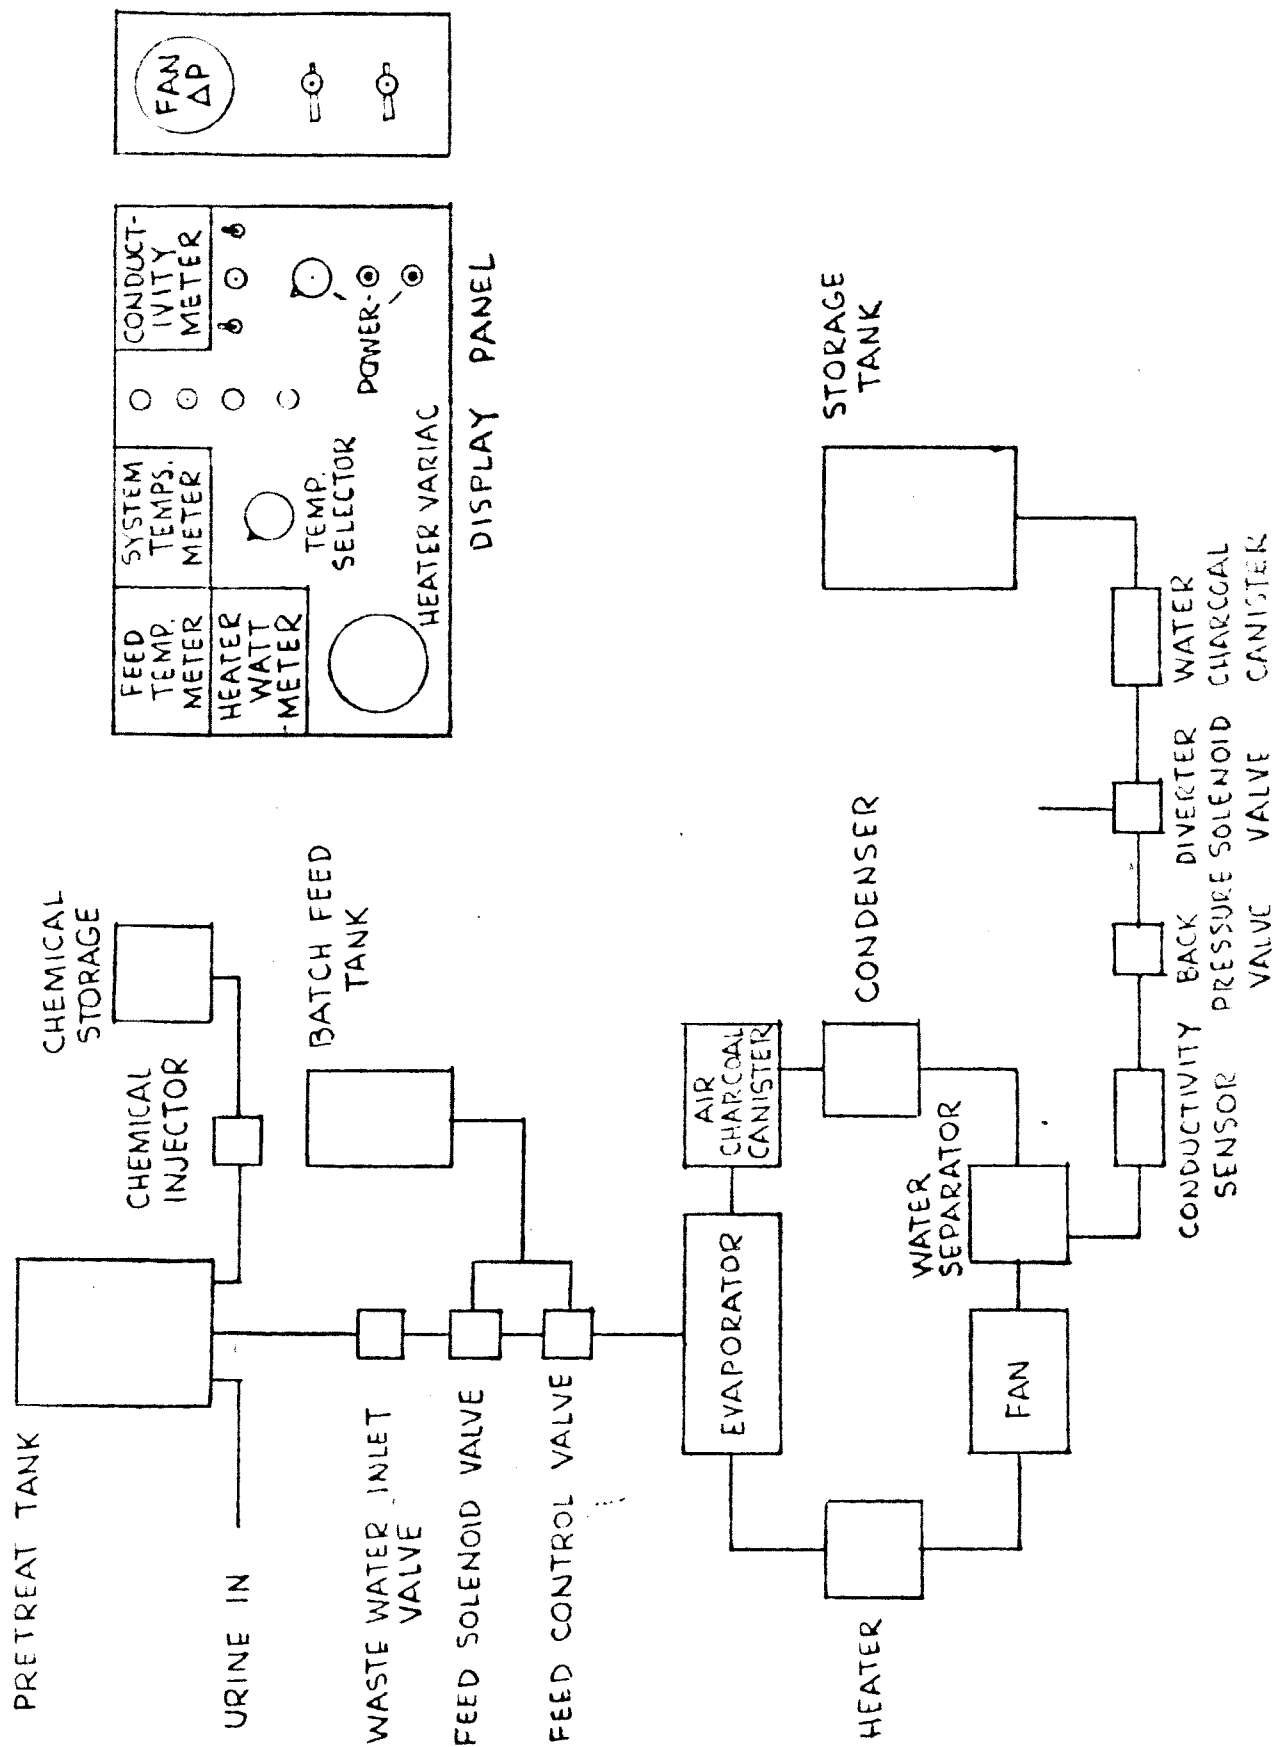 PRETREAT TANK
URINE IN
WASTE WATER INLET
VALVE
FEED SOLENOID VALVE
FEED CONTROL VALVE
HEATER
CHEMICAL
STORAGE
CHEMICAL
INJECTOR
BATCH FEED
TANK
EVAPORATOR
AIR
CHARCOAL
CANISTER
CONDENSER
WATER
SEPARATOR
FAN
CONDUCTIVITY
SENSOR
BACK
PRESSURE
VALVE
DIVERTER
SOLENOID
VALVE
WATER
CHARCOAL
CANISTER
STORAGE
TANK
FEED
TEMP.
METER
SYSTEM
TEMPS.
METER
CONDUCT-
IVITY
METER
HEATER
WATT
-METER
TEMP.
SELECTOR
POWER
HEATER VARIAC
DISPLAY PANEL
FAN
ΔP